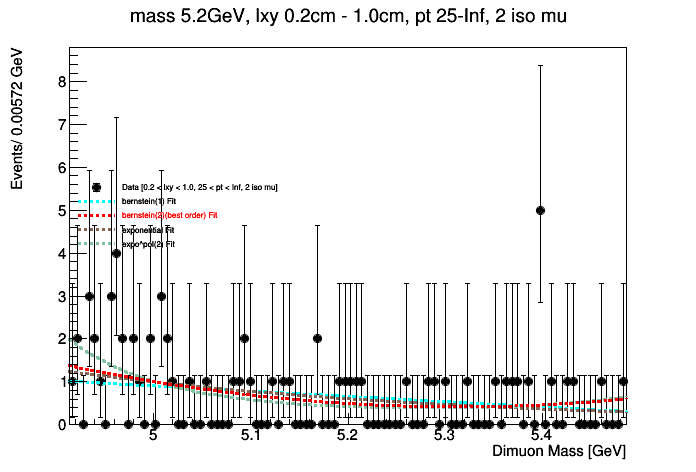 mass 5.2GeV, lxy 0.2cm - 1.0cm, pt 25-Inf, 2 iso mu
Events/ 0.00572 GeV
8
7
6
5
4
3
2
1
0
Data [0.2 < lxy < 1.0, 25 < pt < Inf, 2 iso mu]
bernstein(1) Fit
bernstein(2)(best order) Fit
exponential Fit
expo*pol(2) Fit
5 5.1 5.2 5.3 5.4
Dimuon Mass [GeV]